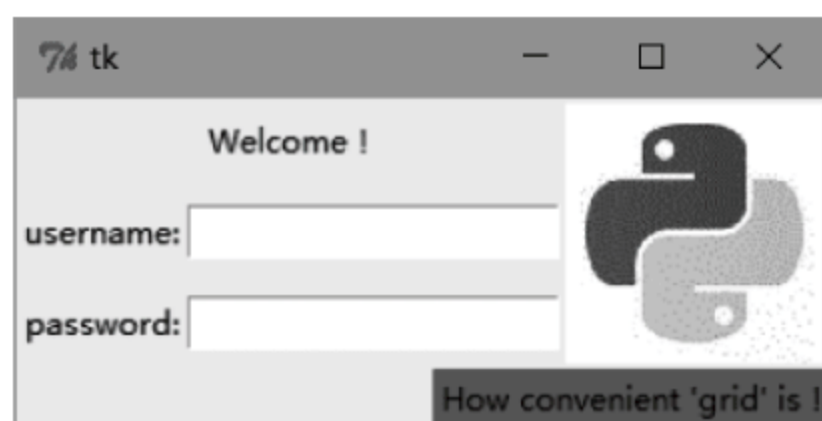 tk
Welcome !
username:
password:
How convenient 'grid' is !